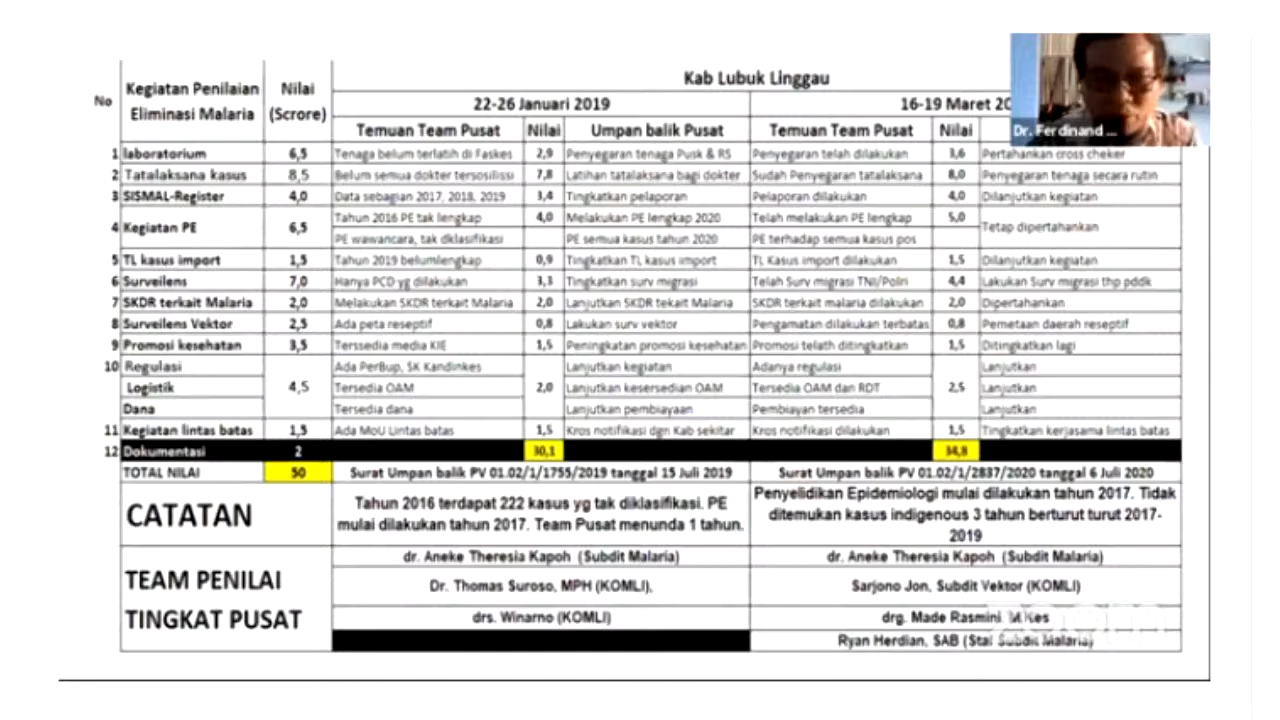 Kab Lubuk Linggau
No Kegiatan Penilaian Eliminasi Malaria Nilai (Scrore)
22-26 Januari 2019 16-19 Maret 20
Temuan Team Pusat Nilai Umpan balik Pusat Temuan Team Pusat Nilai
Dr. Ferdinand ...
1 laboratorium 6,5 Tenaga belum terlatih di Faskes 2,9 Penyegaran tenaga Pusk & RS Penyegaran telah dilakukan 3,6 Pertahankan cross cheker
2 Tatalaksana kasus 8,5 Belum semua dokter tersosilissi 7,8 Latihan tatalaksana bagi dokter Sudah Penyegaran tatalaksana 8,0 Penyegaran tenaga secara rutin
3 SISMAL-Register 4,0 Data sebagian 2017, 2018, 2019 3,4 Tingkatkan pelaporan Pelaporan dilakukan 4,0 Dilanjutkan kegiatan
4 Kegiatan PE 6,5 Tahun 2016 PE tak lengkap 4,0 Melakukan PE lengkap 2020 Telah melakukan PE lengkap 5,0 Tetap dipertahankan
PE wawancara, tak dklasifikasi PE semua kasus tahun 2020 PE terhadap semua kasus pos
5 TL kasus import 1,5 Tahun 2019 belumlengkap 0,9 Tingkatkan TL kasus import TL Kasus import dilakukan 1,5 Dilanjutkan kegiatan
6 Surveilens 7,0 Hanya PCD yg dilakukan 3,3 Tingkatkan surv migrasi Telah Surv migrasi TNI/Polri 4,4 Lakukan Surv migrasi thp pddk
7 SKDR terkait Malaria 2,0 Melakukan SKDR terkait Malaria 2,0 Lanjutkan SKDR tekait Malaria SKDR terkait malaria dilakukan 2,0 Dipertahankan
8 Surveilens Vektor 2,5 Ada peta reseptif 0,8 Lakukan surv vektor Pengamatan dilakukan terbatas 0,8 Pemetaan daerah reseptif
9 Promosi kesehatan 3,5 Terssedia media KIE 1,5 Peningkatan promosi kesehatan Promosi telath ditingkatkan 1,5 Ditingkatkan lagi
10 Regulasi Ada PerBup, SK Kandinkes Lanjutkan kegiatan Adanya regulasi Lanjutkan
Logistik 4,5 Tersedia OAM 2,0 Lanjutkan kesersedian OAM Tersedia OAM dan RDT 2,5 Lanjutkan
Dana Tersedia dana Lanjutkan pembiayaan Pembiayan tersedia Lanjutkan
11 Kegiatan lintas batas 1,5 Ada MoU Lintas batas 1,5 Kros notifikasi dgn Kab sekitar Kros notifikasi dilakukan 1,5 Tingkatkan kerjasama lintas batas
12 Dokumentasi 2 30,1 34,8
TOTAL NILAI 50 Surat Umpan balik PV 01.02/1/1755/2019 tanggal 15 Juli 2019 Surat Umpan balik PV 01.02/1/2837/2020 tanggal 6 Juli 2020
CATATAN
Tahun 2016 terdapat 222 kasus yg tak diklasifikasi. PE
mulai dilakukan tahun 2017. Team Pusat menunda 1 tahun.
Penyelidikan Epidemiologi mulai dilakukan tahun 2017. Tidak
ditemukan kasus indigenous 3 tahun berturut turut 2017-
2019
TEAM PENILAI
TINGKAT PUSAT
dr. Aneke Theresia Kapoh (Subdit Malaria) dr. Aneke Theresia Kapoh (Subdit Malaria)
Dr. Thomas Suroso, MPH (KOMLI), Sarjono Jon, Subdit Vektor (KOMLI)
drs. Winarno (KOMLI) drg. Made Rasmini. M Kes
Ryan Herdian, SAB (Staf Subdit Malaria)
zoom